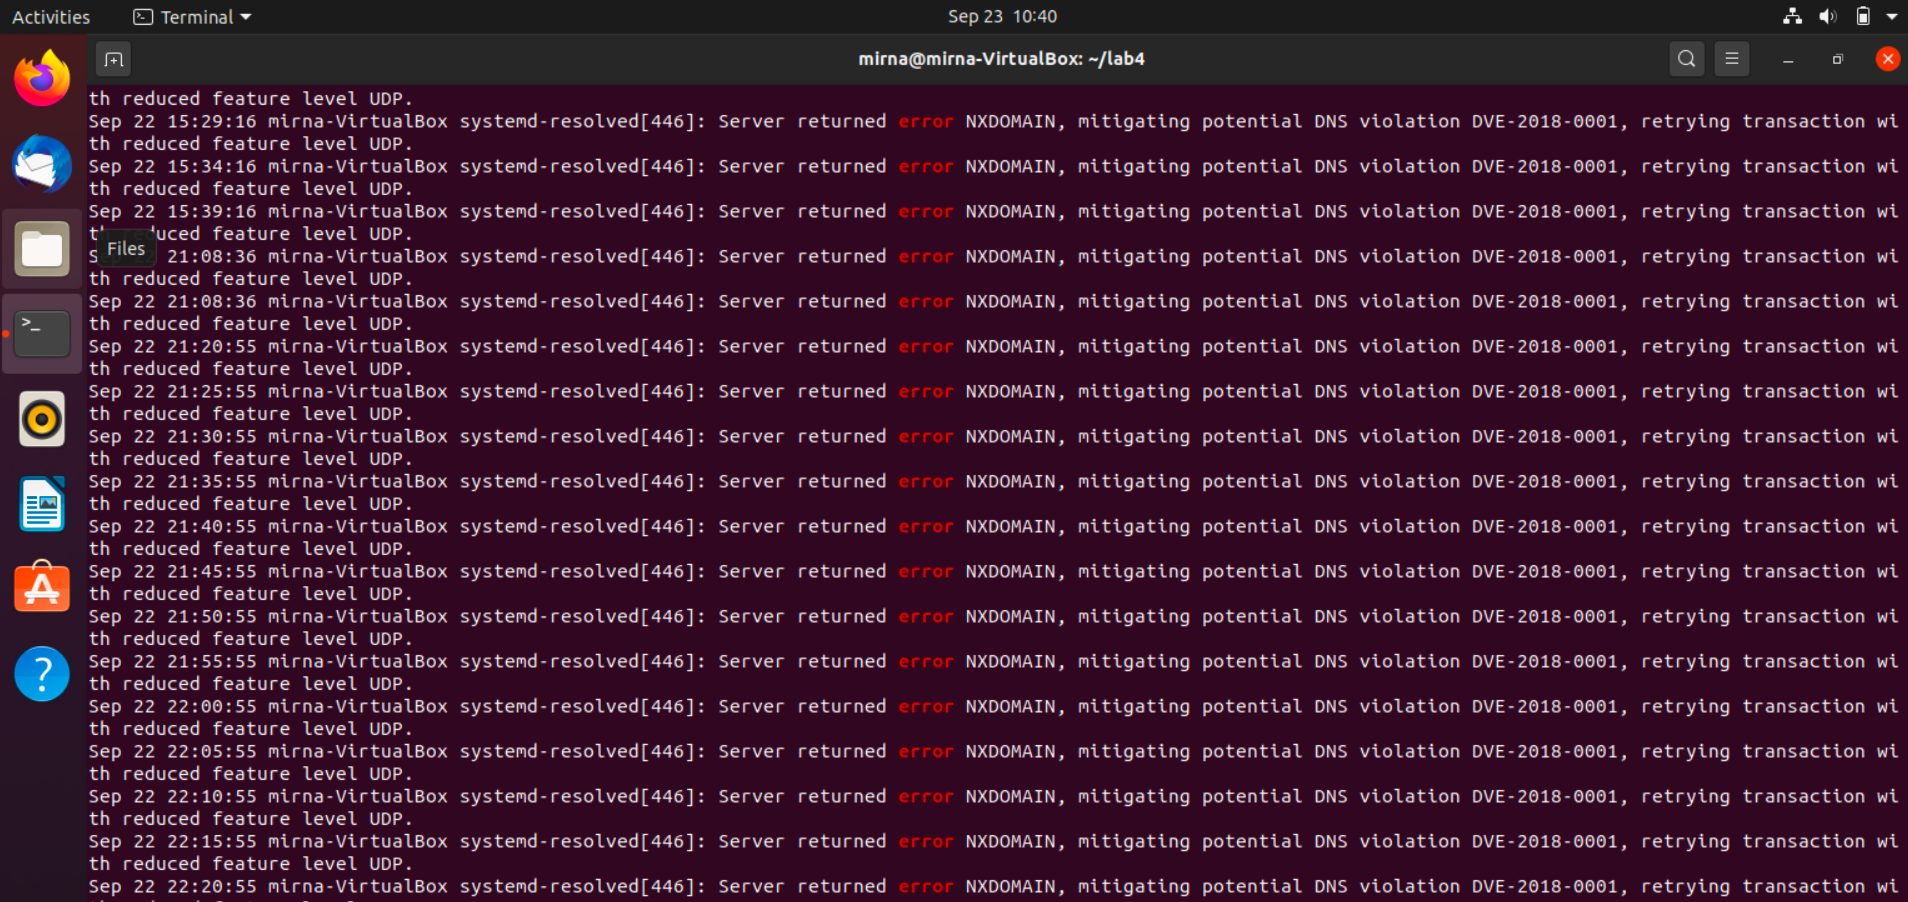 Activities
Terminal
Sep 23 10:40
mirna@mirna-VirtualBox: ~/lab4
th reduced feature level UDP.
Sep 22 15:29:16 mirna-VirtualBox systemd-resolved[446]: Server returned error NXDOMAIN, mitigating potential DNS violation DVE-2018-0001, retrying transaction wi
th reduced feature level UDP.
Sep 22 15:34:16 mirna-VirtualBox systemd-resolved[446]: Server returned error NXDOMAIN, mitigating potential DNS violation DVE-2018-0001, retrying transaction wi
th reduced feature level UDP.
Sep 22 15:39:16 mirna-VirtualBox systemd-resolved[446]: Server returned error NXDOMAIN, mitigating potential DNS violation DVE-2018-0001, retrying transaction wi
th reduced feature level UDP.
Files
Sep 22 21:08:36 mirna-VirtualBox systemd-resolved[446]: Server returned error NXDOMAIN, mitigating potential DNS violation DVE-2018-0001, retrying transaction wi
th reduced feature level UDP.
Sep 22 21:08:36 mirna-VirtualBox systemd-resolved[446]: Server returned error NXDOMAIN, mitigating potential DNS violation DVE-2018-0001, retrying transaction wi
th reduced feature level UDP.
Sep 22 21:20:55 mirna-VirtualBox systemd-resolved[446]: Server returned error NXDOMAIN, mitigating potential DNS violation DVE-2018-0001, retrying transaction wi
th reduced feature level UDP.
Sep 22 21:25:55 mirna-VirtualBox systemd-resolved[446]: Server returned error NXDOMAIN, mitigating potential DNS violation DVE-2018-0001, retrying transaction wi
th reduced feature level UDP.
Sep 22 21:30:55 mirna-VirtualBox systemd-resolved[446]: Server returned error NXDOMAIN, mitigating potential DNS violation DVE-2018-0001, retrying transaction wi
th reduced feature level UDP.
Sep 22 21:35:55 mirna-VirtualBox systemd-resolved[446]: Server returned error NXDOMAIN, mitigating potential DNS violation DVE-2018-0001, retrying transaction wi
th reduced feature level UDP.
Sep 22 21:40:55 mirna-VirtualBox systemd-resolved[446]: Server returned error NXDOMAIN, mitigating potential DNS violation DVE-2018-0001, retrying transaction wi
th reduced feature level UDP.
Sep 22 21:45:55 mirna-VirtualBox systemd-resolved[446]: Server returned error NXDOMAIN, mitigating potential DNS violation DVE-2018-0001, retrying transaction wi
th reduced feature level UDP.
Sep 22 21:50:55 mirna-VirtualBox systemd-resolved[446]: Server returned error NXDOMAIN, mitigating potential DNS violation DVE-2018-0001, retrying transaction wi
th reduced feature level UDP.
Sep 22 21:55:55 mirna-VirtualBox systemd-resolved[446]: Server returned error NXDOMAIN, mitigating potential DNS violation DVE-2018-0001, retrying transaction wi
th reduced feature level UDP.
Sep 22 22:00:55 mirna-VirtualBox systemd-resolved[446]: Server returned error NXDOMAIN, mitigating potential DNS violation DVE-2018-0001, retrying transaction wi
th reduced feature level UDP.
Sep 22 22:05:55 mirna-VirtualBox systemd-resolved[446]: Server returned error NXDOMAIN, mitigating potential DNS violation DVE-2018-0001, retrying transaction wi
th reduced feature level UDP.
Sep 22 22:10:55 mirna-VirtualBox systemd-resolved[446]: Server returned error NXDOMAIN, mitigating potential DNS violation DVE-2018-0001, retrying transaction wi
th reduced feature level UDP.
Sep 22 22:15:55 mirna-VirtualBox systemd-resolved[446]: Server returned error NXDOMAIN, mitigating potential DNS violation DVE-2018-0001, retrying transaction wi
th reduced feature level UDP.
Sep 22 22:20:55 mirna-VirtualBox systemd-resolved[446]: Server returned error NXDOMAIN, mitigating potential DNS violation DVE-2018-0001, retrying transaction wi